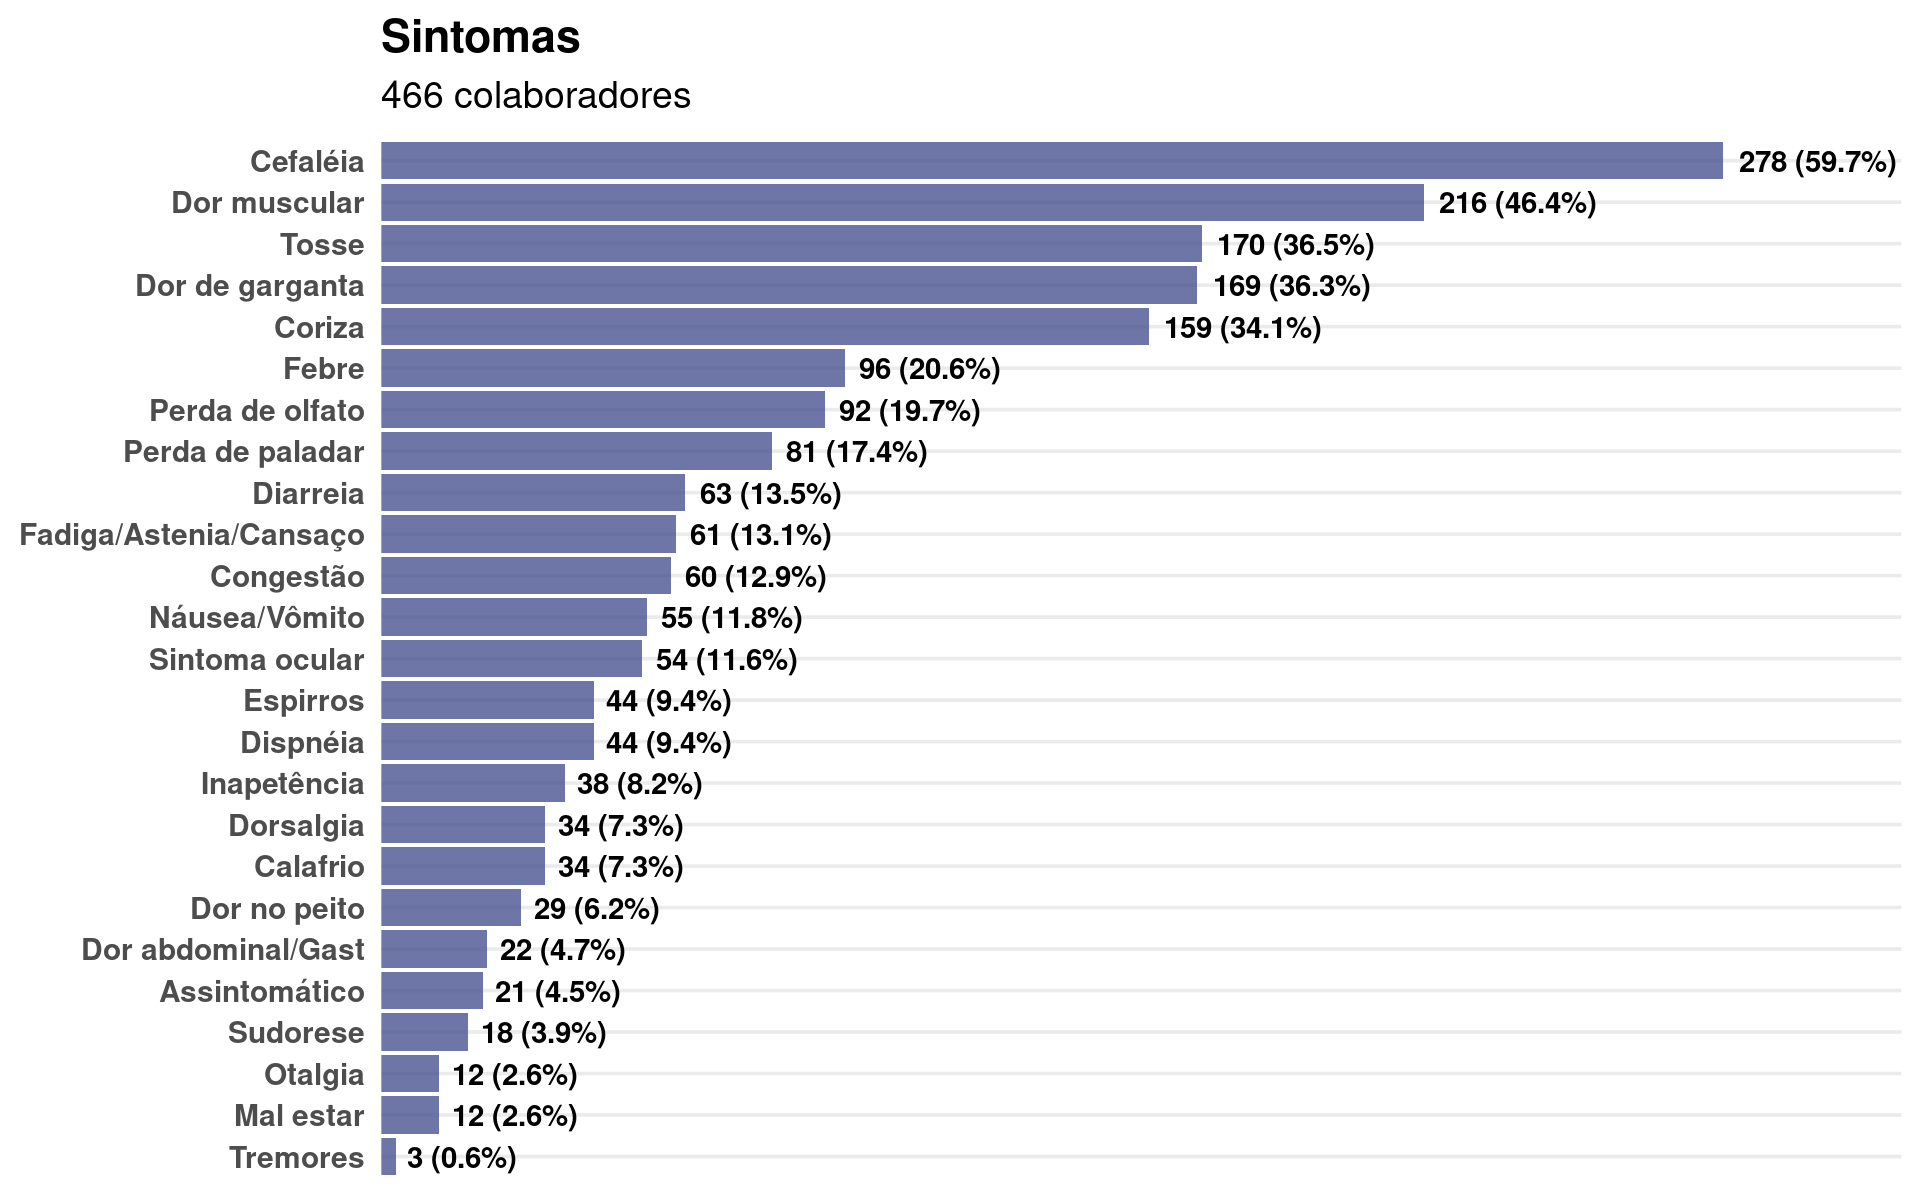 Sintomas
466 colaboradores
Cefaléia 278 (59.7%)
Dor muscular 216 (46.4%)
Tosse 170 (36.5%)
Dor de garganta 169 (36.3%)
Coriza 159 (34.1%)
Febre 96 (20.6%)
Perda de olfato 92 (19.7%)
Perda de paladar 81 (17.4%)
Diarreia 63 (13.5%)
Fadiga/Astenia/Cansaço 61 (13.1%)
Congestão 60 (12.9%)
Náusea/Vômito 55 (11.8%)
Sintoma ocular 54 (11.6%)
Espirros 44 (9.4%)
Dispnéia 44 (9.4%)
Inapetência 38 (8.2%)
Dorsalgia 34 (7.3%)
Calafrio 34 (7.3%)
Dor no peito 29 (6.2%)
Dor abdominal/Gast 22 (4.7%)
Assintomático 21 (4.5%)
Sudorese 18 (3.9%)
Otalgia 12 (2.6%)
Mal estar 12 (2.6%)
Tremores 3 (0.6%)